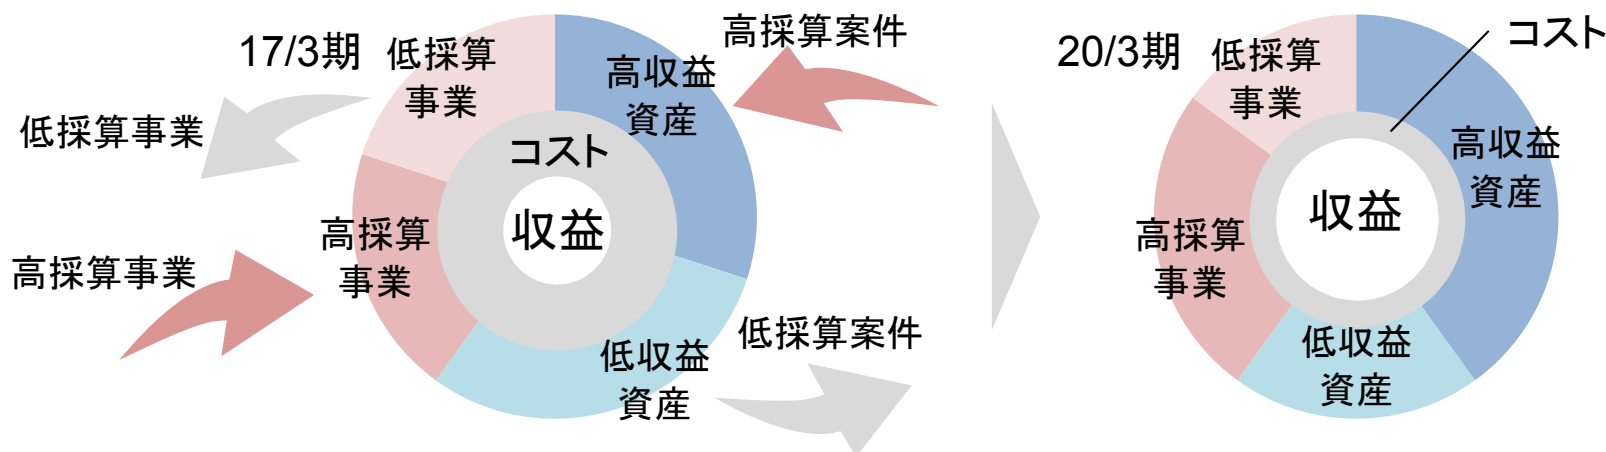 17/3期
低採算
事業
高収益
資産
高採算案件
低採算事業
コスト
収益
高採算
事業
高採算事業
低収益
資産
低採算案件
20/3期
低採算
事業
コスト
高収益
資産
収益
高採算
事業
低収益
資産